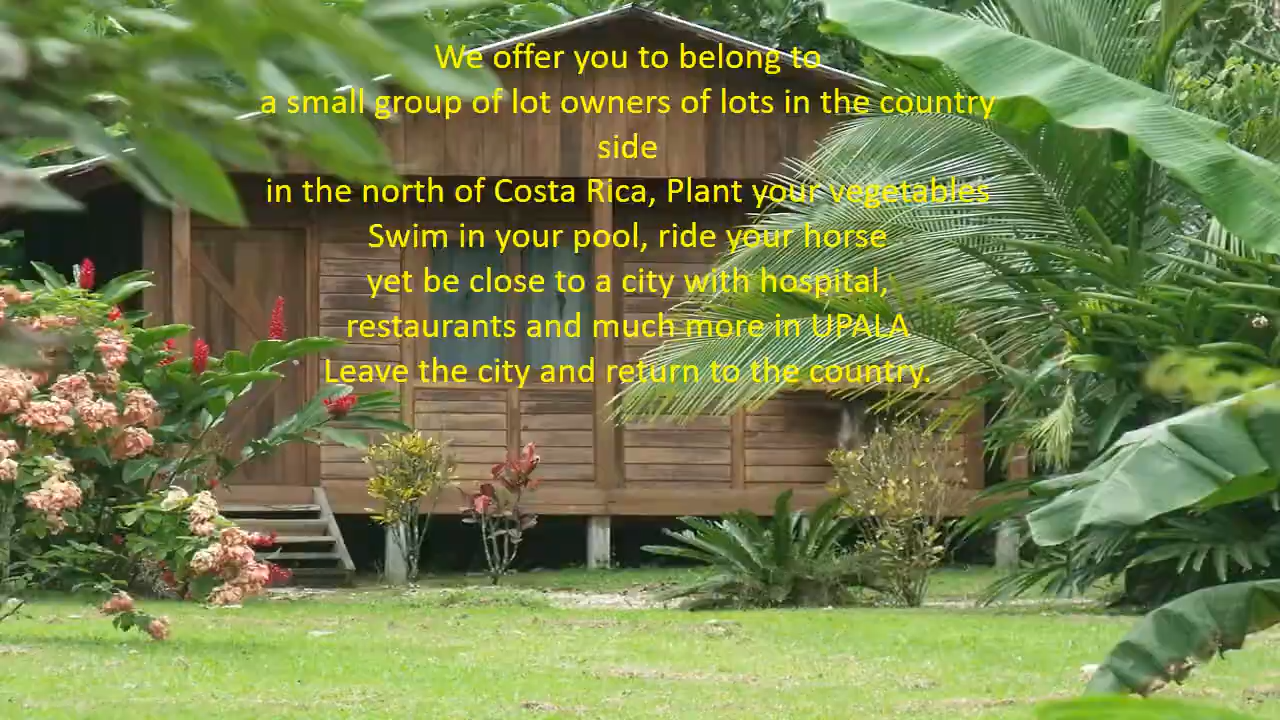 We offer you to belong to
a small group of lot owners of lots in the country
side
in the north of Costa Rica, Plant your vegetables
Swim in your pool, ride your horse
yet be close to a city with hospital,
restaurants and much more in UPALA
Leave the city and return to the country.